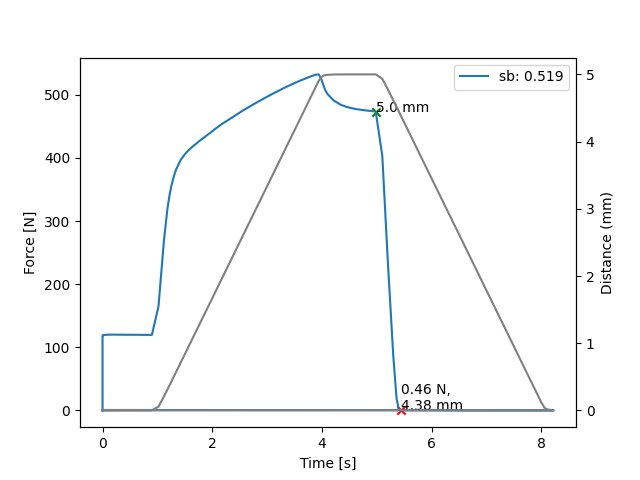 sb: 0.519
5.0 mm
0.46 N,
4.38 mm
Force [N]
500
400
300
200
100
0
5
4
3
2
1
0
Distance (mm)
0 2 4 6 8
Time [s]